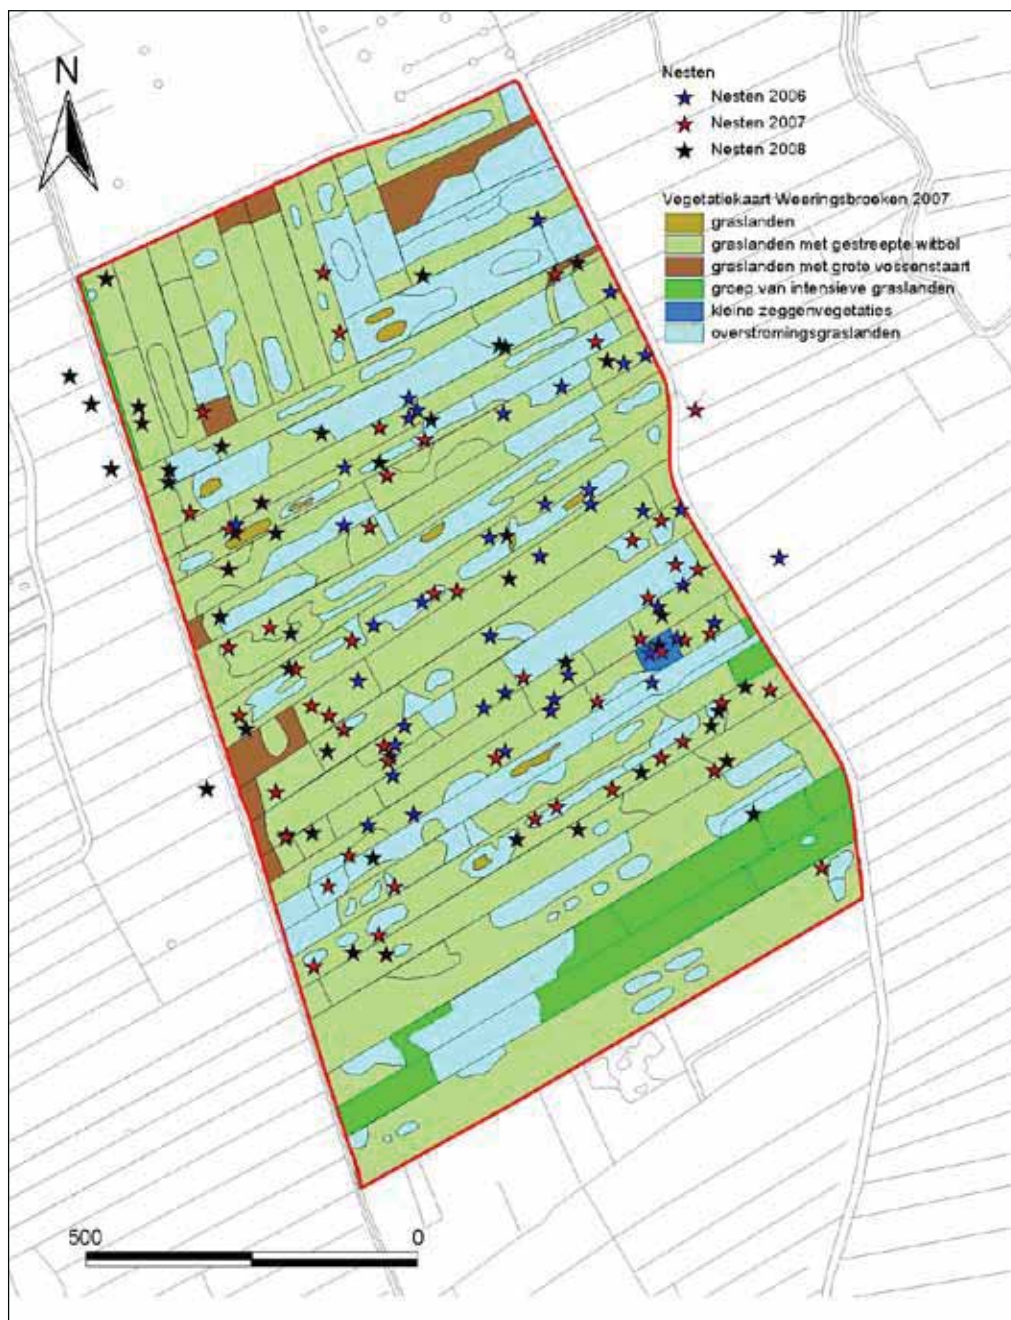 N
Nesten
Nesten 2006
Nesten 2007
Nesten 2008
Vegetatiekaart Weeringsbroeken 2007
graslanden
graslanden met gestreepte witbol
graslanden met grote vossenstaart
groep van intensieve graslanden
kleine zeggenvegetaties
overstromingsgraslanden
500 0